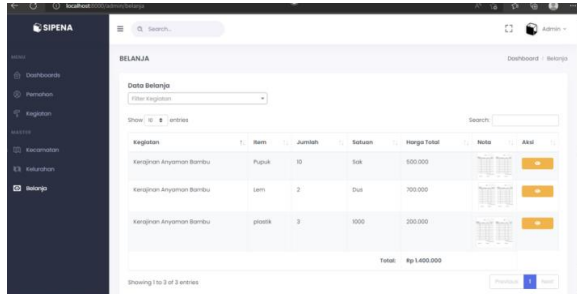 localhost:8000/admin/belanja
SIPENA
Search...
Admin
MENU
Dashboards
Pemohon
Kegiatan
MASTER
Kecamatan
Kelurahan
Belanja
BELANJA
Dashboard / Belanja
Data Belanja
Filter Kegiatan
Show 10 entries
Search:
Kegiatan Item Jumlah Satuan Harga Total Nota Aksi
Kerajinan Anyaman Bambu Pupuk 10 Sak 500.000
Kerajinan Anyaman Bambu Lem 2 Dus 700.000
Kerajinan Anyaman Bambu plastik 3 1000 200.000
Total: Rp 1.400.000
Showing 1 to 3 of 3 entries
Previous 1 Next